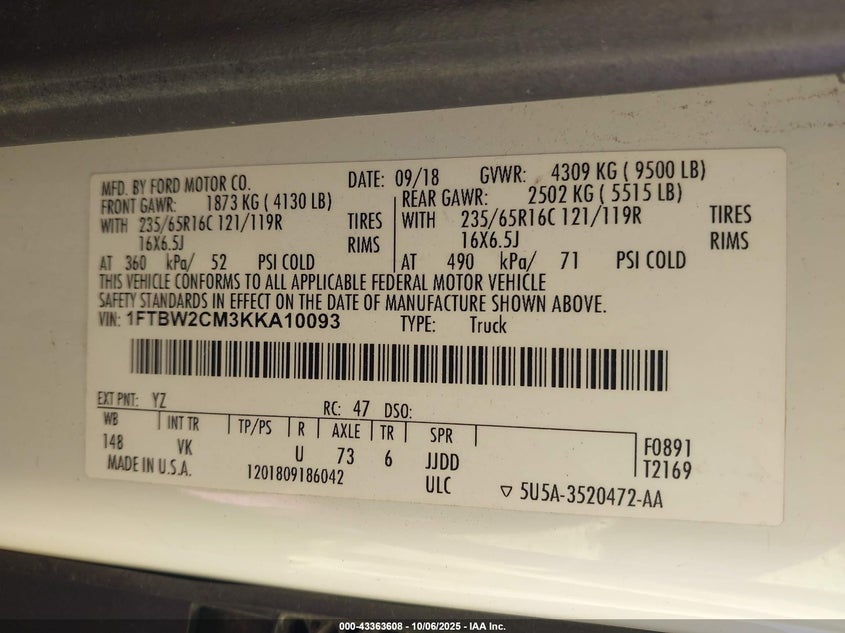 MFD. BY FORD MOTOR CO.
DATE: 09/18 GVWR: 4309 KG ( 9500 LB)
FRONT GAWR: 1873 KG ( 4130 LB)
WITH 235/65R16C 121/119R TIRES
16X6.5J RIMS
AT 360 kPa/ 52 PSI COLD
REAR GAWR: 2502 KG ( 5515 LB)
WITH 235/65R16C 121/119R TIRES
16X6.5J RIMS
AT 490 kPa/ 71 PSI COLD
THIS VEHICLE CONFORMS TO ALL APPLICABLE FEDERAL MOTOR VEHICLE
SAFETY STANDARDS IN EFFECT ON THE DATE OF MANUFACTURE SHOWN ABOVE.
VIN: 1FTBW2CM3KKA10093 TYPE: Truck
EXT PNT: YZ RC: 47 DSO:
WB INT TR TP/PS R AXLE TR SPR
148 VK U 73 6 JJDD F0891
ULC T2169
MADE IN U.S.A. 1201809186042 ▽ 5U5A-3520472-AA
000-43363608 - 10/06/2025 - IAA Inc.